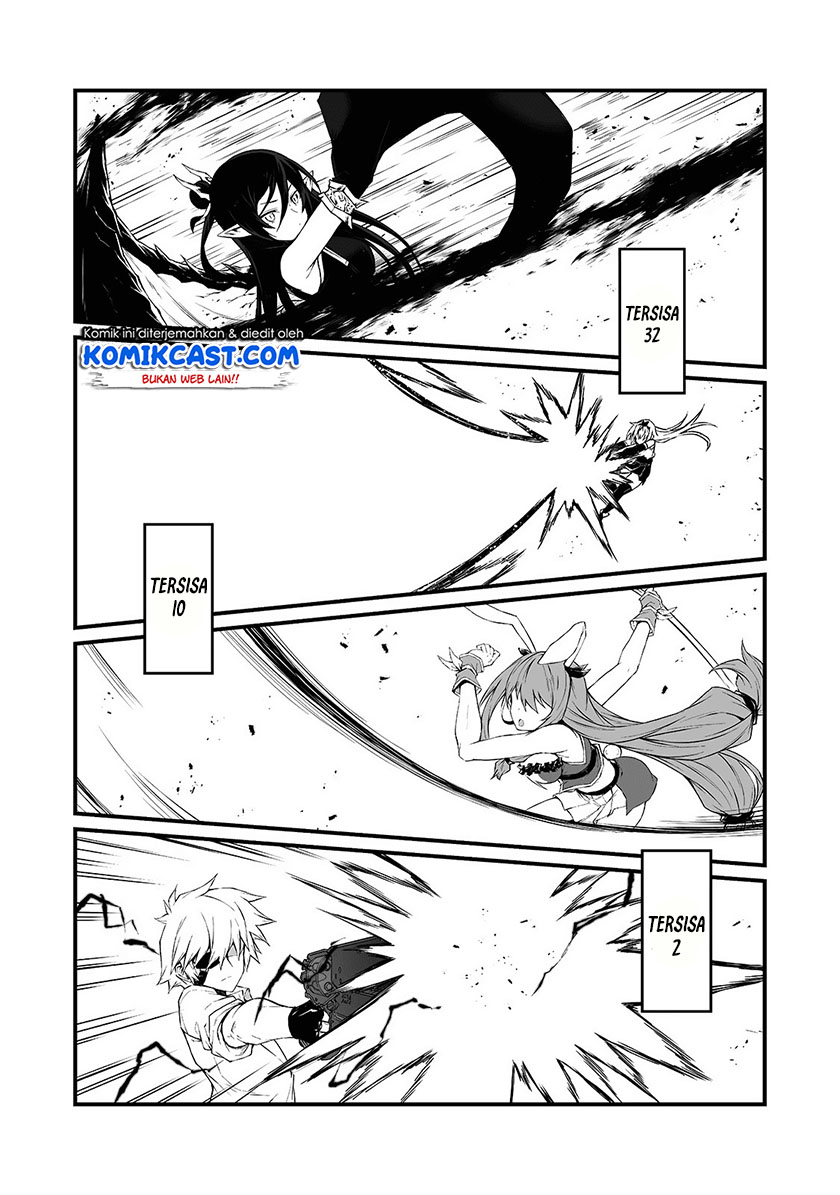 TERSISA
32
Komik ini diterjemahkan & diedit oleh
KOMIKCAST.COM
BUKAN WEB LAIN!!
TERSISA
10
TERSISA
2